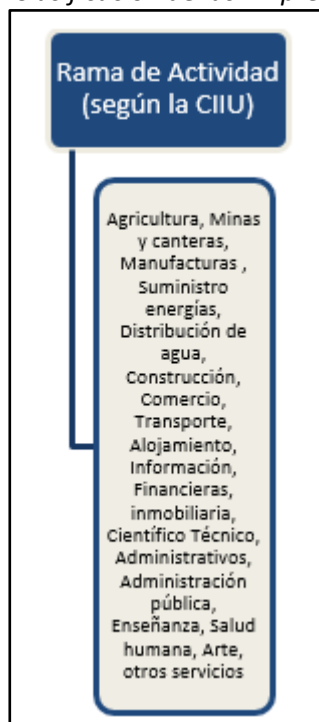 Rama de Actividad
(según la CIIU)
Agricultura, Minas
y canteras,
Manufacturas ,
Suministro
energías,
Distribución de
agua,
Construcción,
Comercio,
Transporte,
Alojamiento,
Información,
Financieras,
inmobiliaria,
Científico Técnico,
Administrativos,
Administración
pública,
Enseñanza, Salud
humana, Arte,
otros servicios